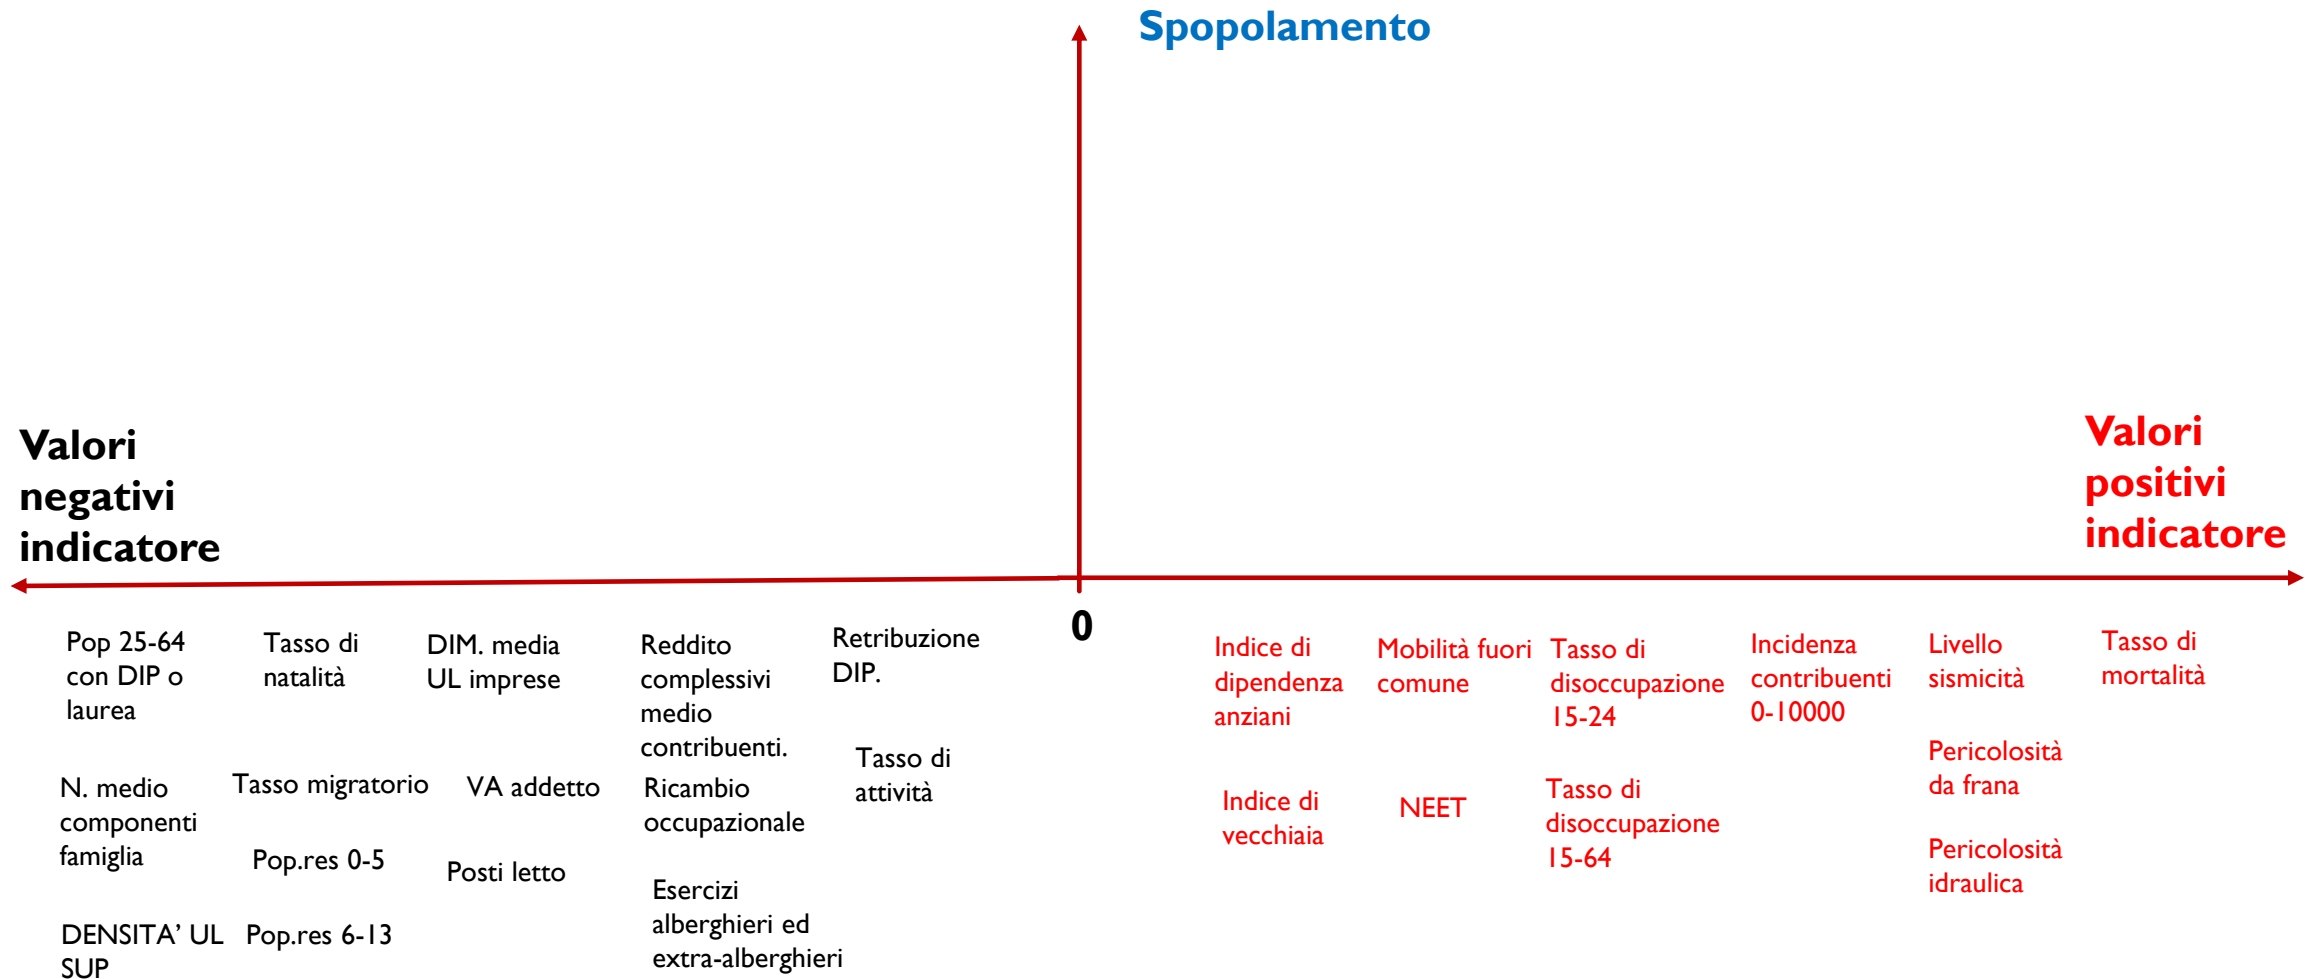 Spopolamento
Valori
negativi
indicatore
Valori
positivi
indicatore
0
Pop 25-64
con DIP o
laurea
Tasso di
natalità
DIM. media
UL imprese
Reddito
complessivi
medio
contribuenti.
Retribuzione
DIP.
N. medio
componenti
famiglia
Tasso migratorio
VA addetto
Ricambio
occupazionale
Tasso di
attività
Pop.res 0-5
Posti letto
Esercizi
alberghieri ed
extra-alberghieri
DENSITA’ UL
SUP
Pop.res 6-13
Indice di
dipendenza
anziani
Mobilità fuori
comune
Tasso di
disoccupazione
15-24
Incidenza
contribuenti
0-10000
Livello
sismicità
Tasso di
mortalità
Indice di
vecchiaia
NEET
Tasso di
disoccupazione
15-64
Pericolosità
da frana
Pericolosità
idraulica